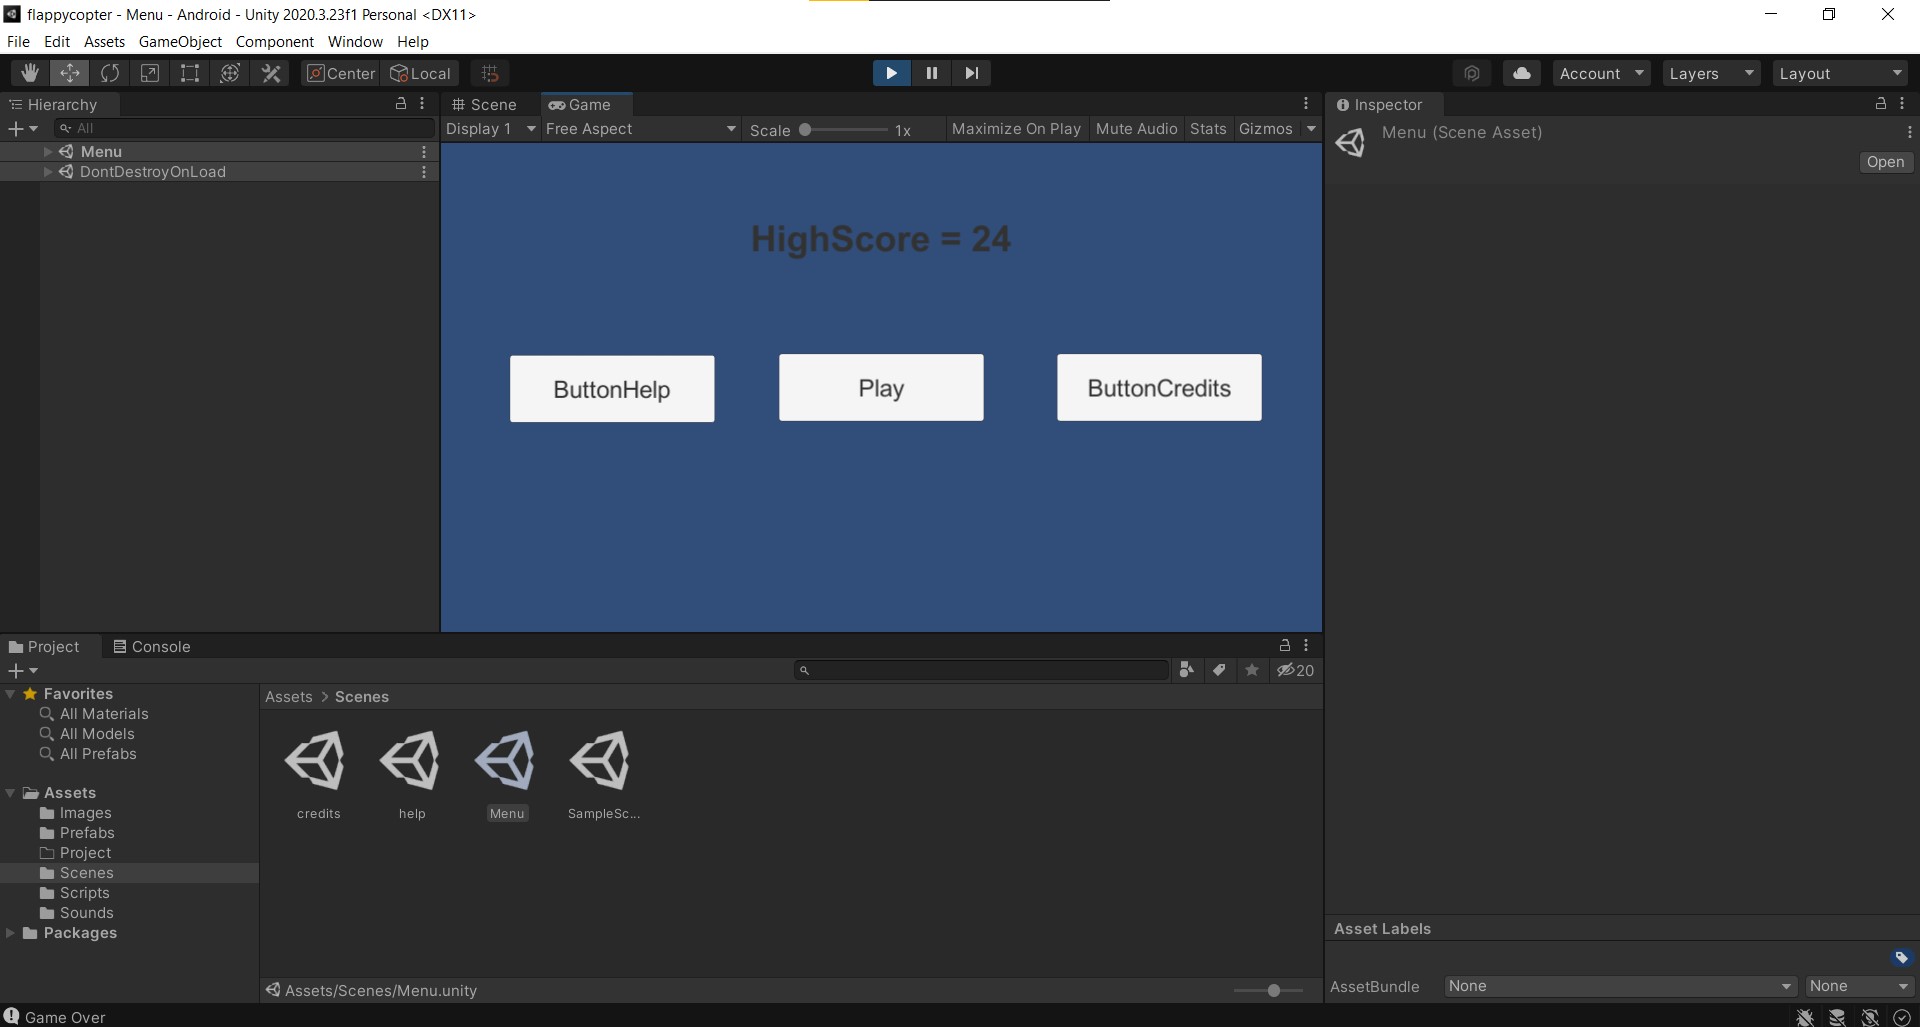 flappycopter - Menu - Android - Unity 2020.3.23f1 Personal <DX11>
File Edit Assets GameObject Component Window Help
Center Local Account Layers Layout
Hierarchy
All
Menu
DontDestroyOnLoad
Scene Game
Display 1 Free Aspect Scale 1x Maximize On Play Mute Audio Stats Gizmos
HighScore = 24
ButtonHelp Play ButtonCredits
Inspector
Menu (Scene Asset)
Open
Project Console
20
Favorites
All Materials
All Models
All Prefabs
Assets
Images
Prefabs
Project
Scenes
Scripts
Sounds
Packages
Assets > Scenes
credits help Menu SampleSc...
Assets/Scenes/Menu.unity
Asset Labels
AssetBundle None None
Game Over